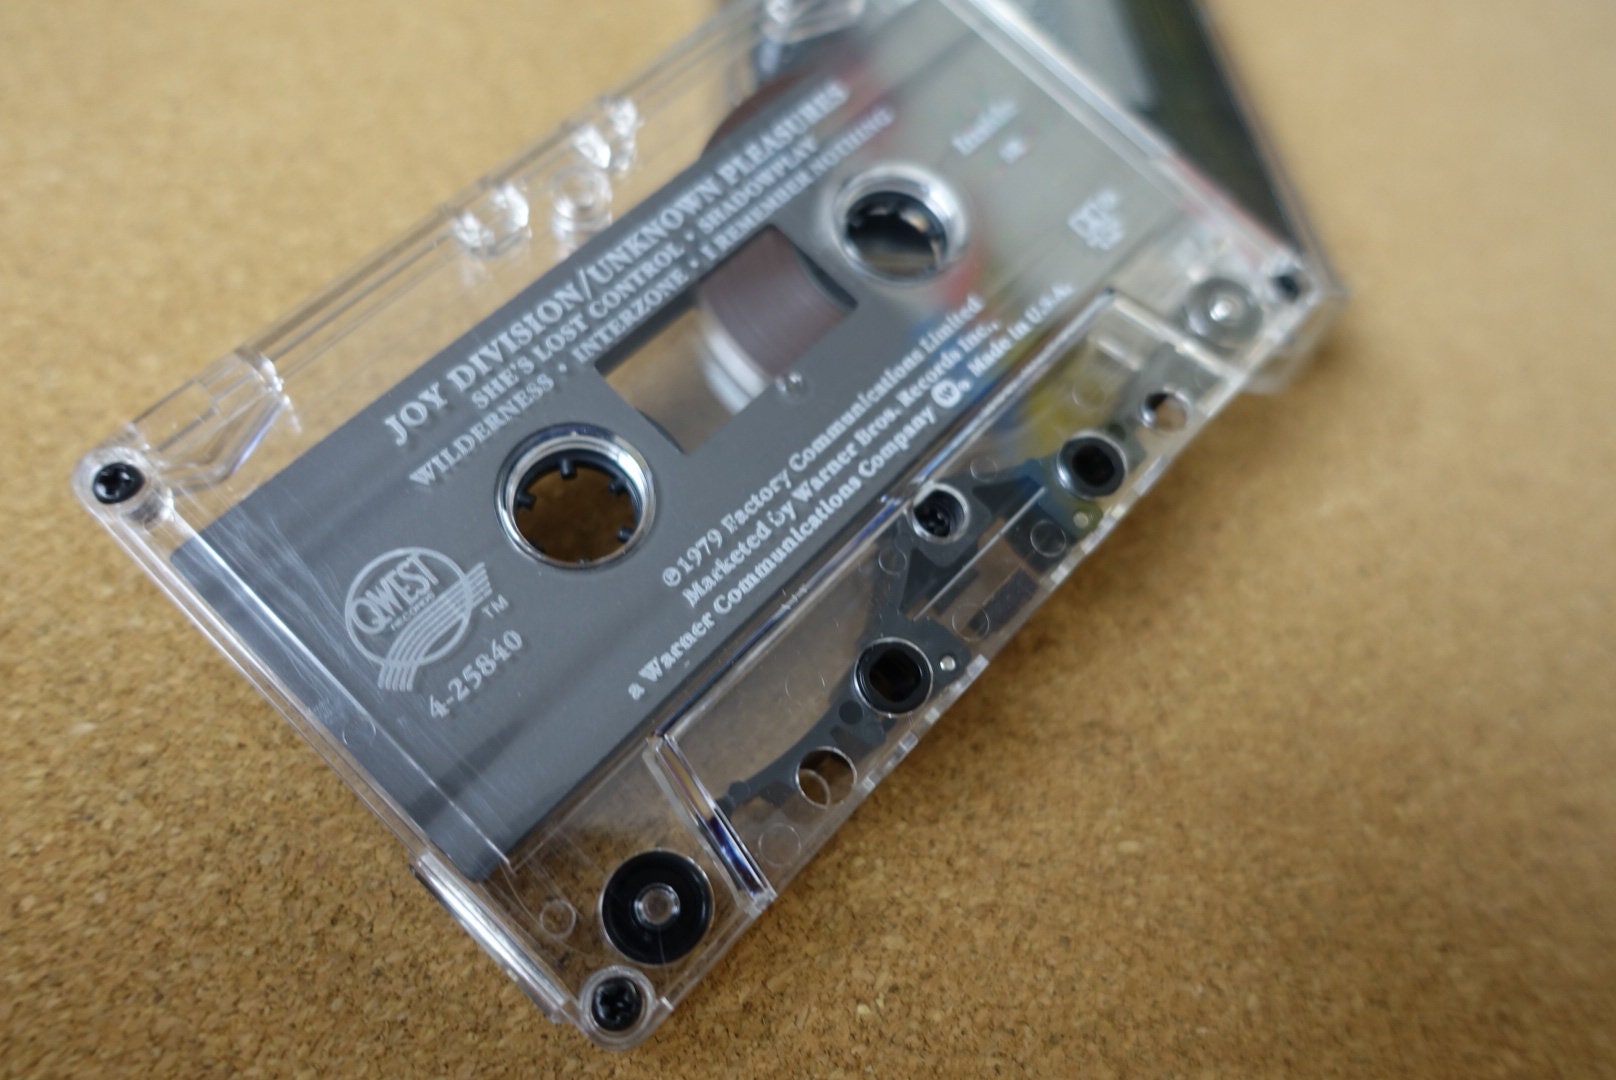 JOY DIVISION/UNKNOWN PLEASURES
SHE'S LOST CONTROL • SHADOWPLAY
WILDERNESS • INTERZONE • I REMEMBER NOTHING
Inside
℗1979 Factory Communications Limited
Marketed by Warner Bros. Records Inc.,
a Warner Communications Company W. Made in U.S.A.
QWEST
RECORDS
TM
4-25840